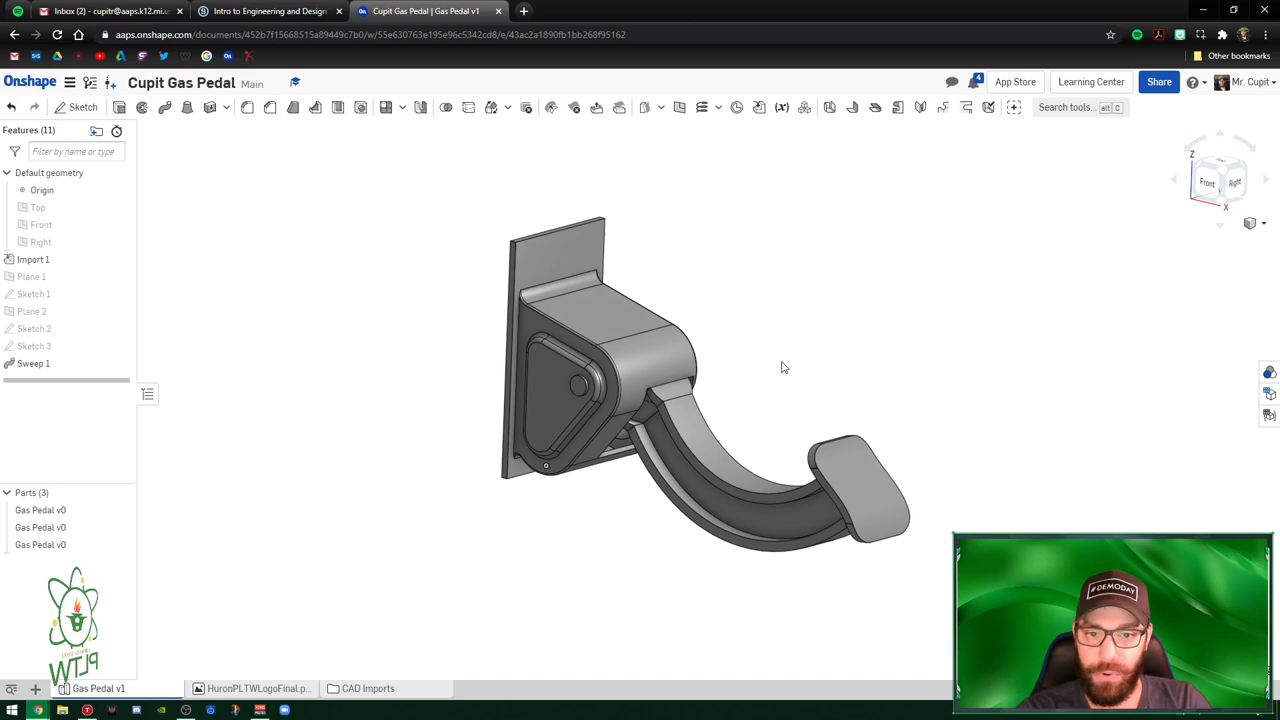 Inbox (2) - cupitr@aaps.k12.mi.u
Intro to Engineering and Design
Cupit Gas Pedal | Gas Pedal v1
aaps.onshape.com/documents/452b7f15668515a89449c7b0/w/55e630763e195e96c5342cd8/e/43ac2a1890fb1bb268f95162
Other bookmarks
Onshape
Cupit Gas Pedal
Main
4
App Store
Learning Center
Share
Mr. Cupit
Sketch
Search tools...
alt
C
Features (11)
Filter by name or type
Default geometry
Origin
Top
Front
Right
Import 1
Plane 1
Sketch 1
Plane 2
Sketch 2
Sketch 3
Sweep 1
Z
Front
Right
X
Parts (3)
Gas Pedal v0
Gas Pedal v0
Gas Pedal v0
#DEMODAY
PLTW
Gas Pedal v1
HuronPLTWLogoFinal.p...
CAD Imports